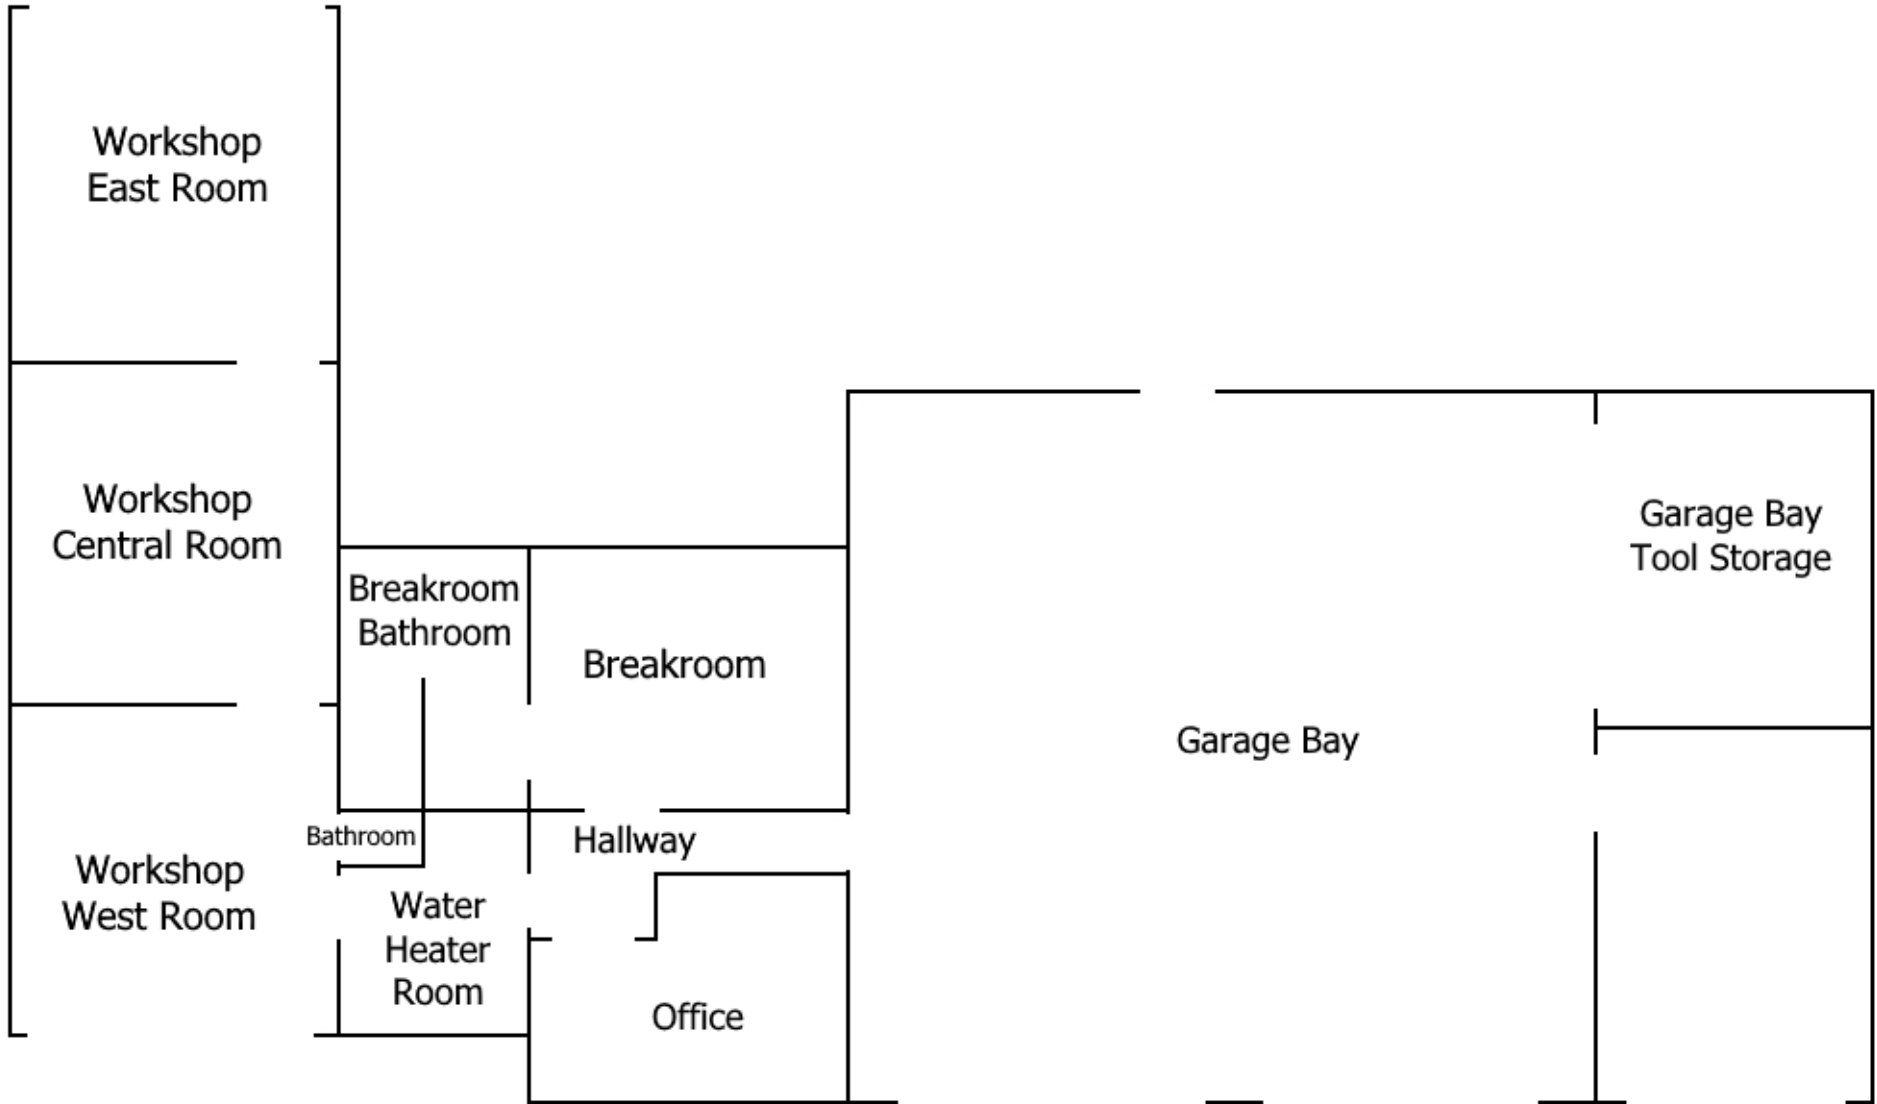 Workshop
East Room
Workshop
Central Room
Garage Bay
Tool Storage
Breakroom
Bathroom
Breakroom
Garage Bay
Bathroom
Hallway
Workshop
West Room
Water
Heater
Room
Office